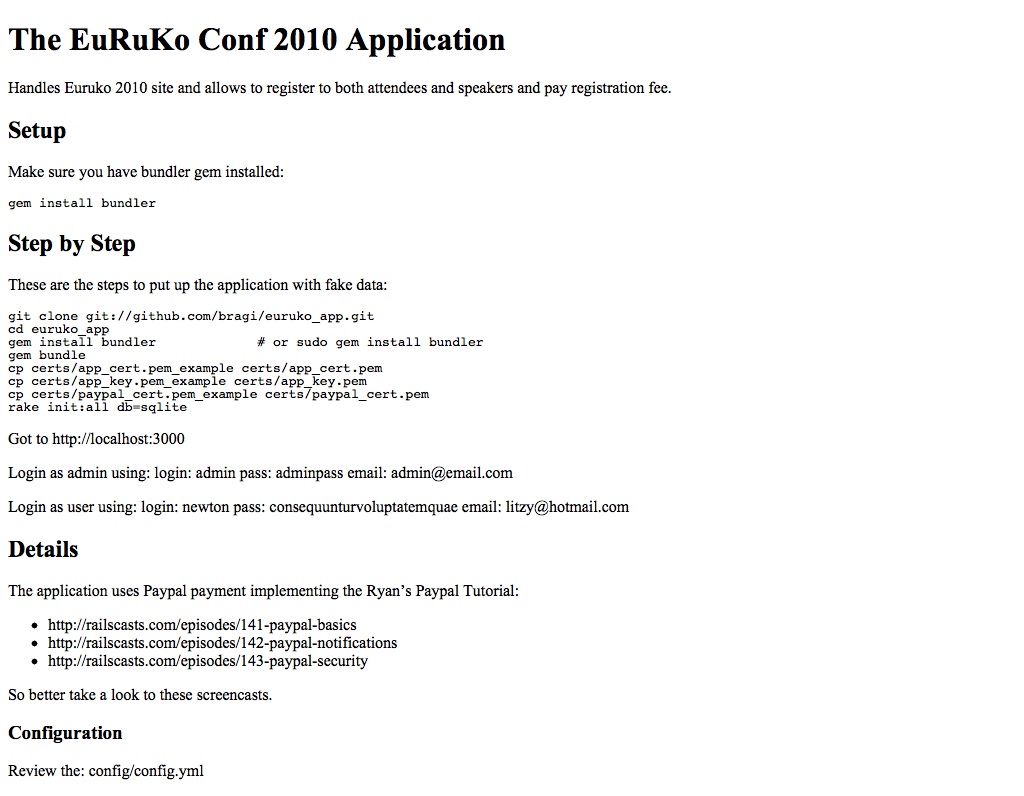 The EuRuKo Conf 2010 Application
Handles Euruko 2010 site and allows to register to both attendees and speakers and pay registration fee.
Setup
Make sure you have bundler gem installed:
gem install bundler
Step by Step
These are the steps to put up the application with fake data:
git clone git://github.com/bragi/euruko_app.git
cd euruko_app
gem install bundler             # or sudo gem install bundler
gem bundle
cp certs/app_cert.pem_example certs/app_cert.pem
cp certs/app_key.pem_example certs/app_key.pem
cp certs/paypal_cert.pem_example certs/paypal_cert.pem
rake init:all db=sqlite
Got to http://localhost:3000
Login as admin using: login: admin pass: adminpass email: admin@email.com
Login as user using: login: newton pass: consequunturvoluptatemquae email: litzy@hotmail.com
Details
The application uses Paypal payment implementing the Ryan’s Paypal Tutorial:
• http://railscasts.com/episodes/141-paypal-basics
• http://railscasts.com/episodes/142-paypal-notifications
• http://railscasts.com/episodes/143-paypal-security
So better take a look to these screencasts.
Configuration
Review the: config/config.yml